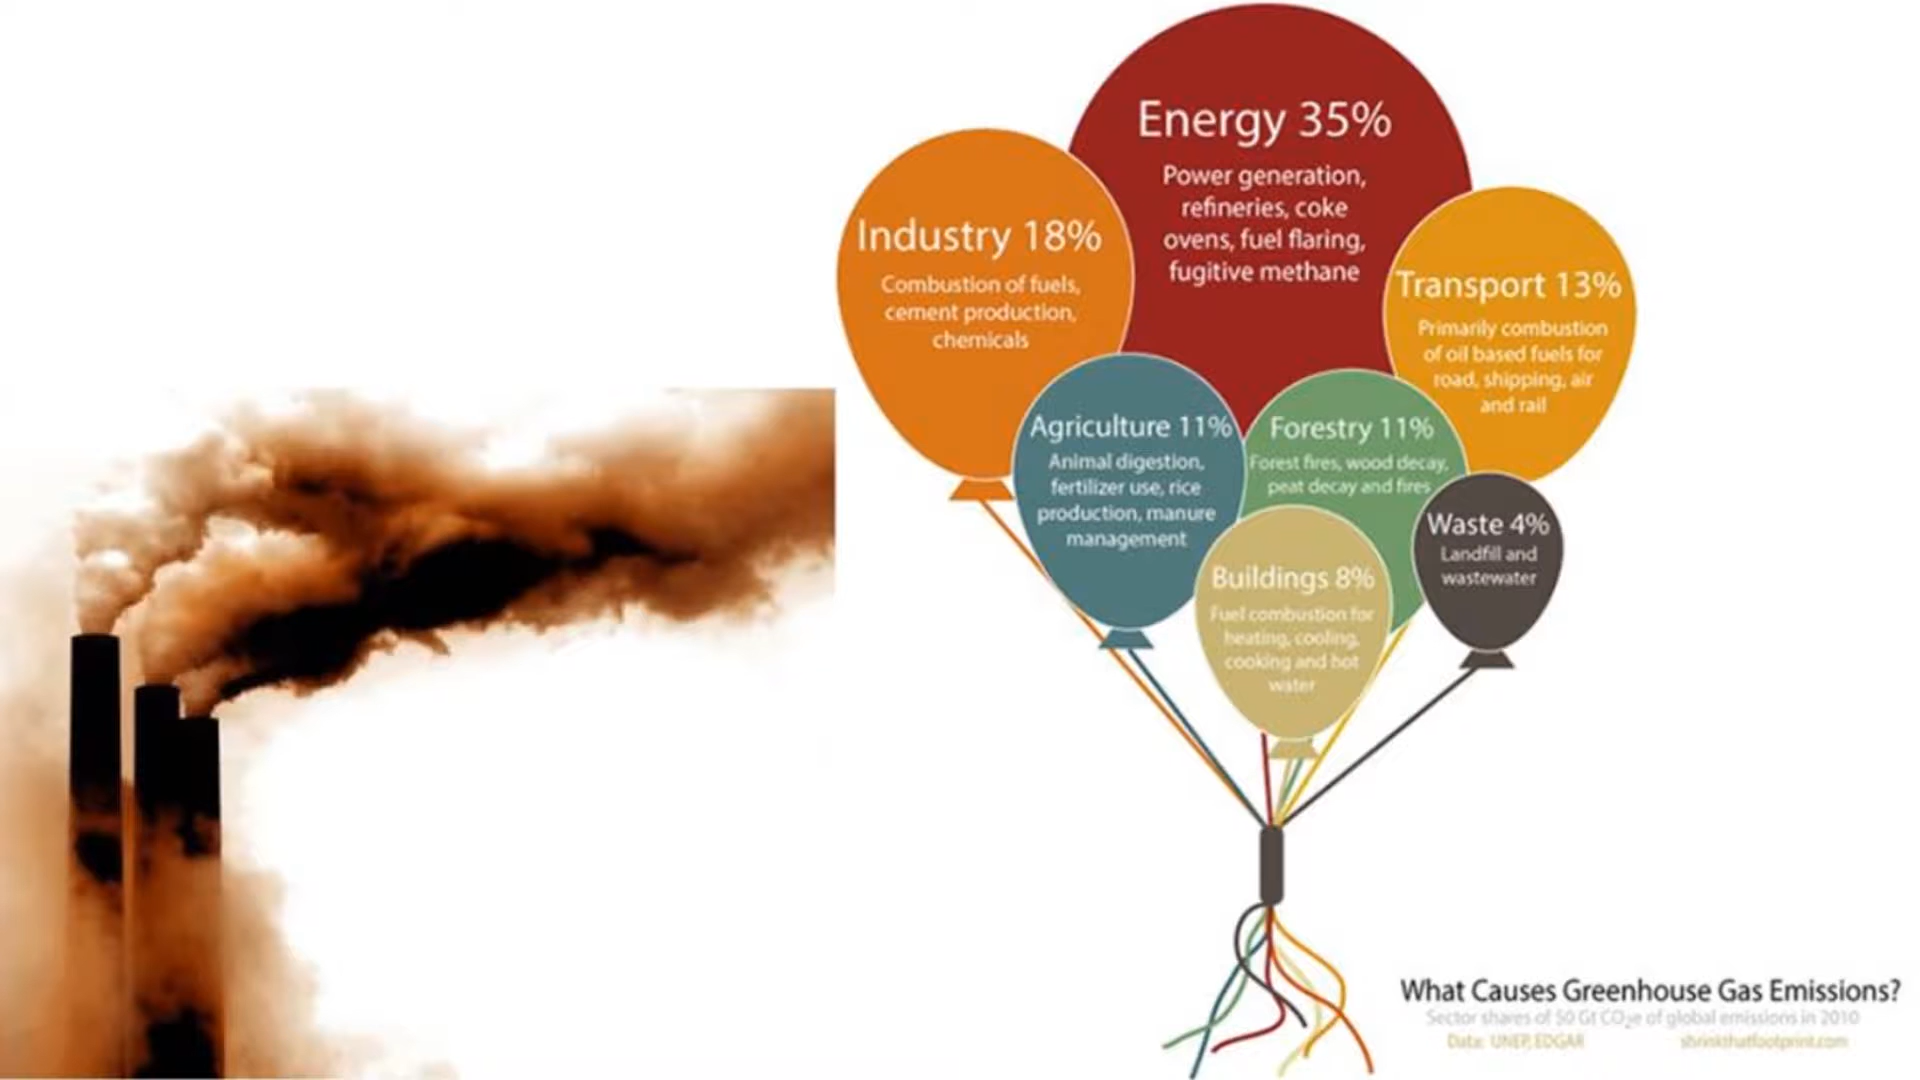 Energy 35%
Power generation,
refineries, coke
ovens, fuel flaring,
fugitive methane
Industry 18%
Combustion of fuels,
cement production,
chemicals
Transport 13%
Primarily combustion
of oil based fuels for
road, shipping, air
and rail
Agriculture 11%
Animal digestion,
fertilizer use, rice
production, manure
management
Forestry 11%
Forest fires, wood decay,
peat decay and fires
Waste 4%
Landfill and
wastewater
Buildings 8%
Fuel combustion for
heating, cooling,
cooking and hot
water
What Causes Greenhouse Gas Emissions?
Sector shares of 50 Gt CO₂e of global emissions in 2010
Data: UNEP, EDGAR shrinkthatfootprint.com